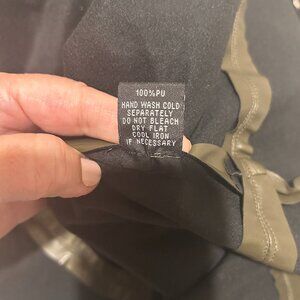 100%PU
HAND WASH COLD
SEPARATELY
DO NOT BLEACH
DRY FLAT
COOL IRON
IF NECESSARY